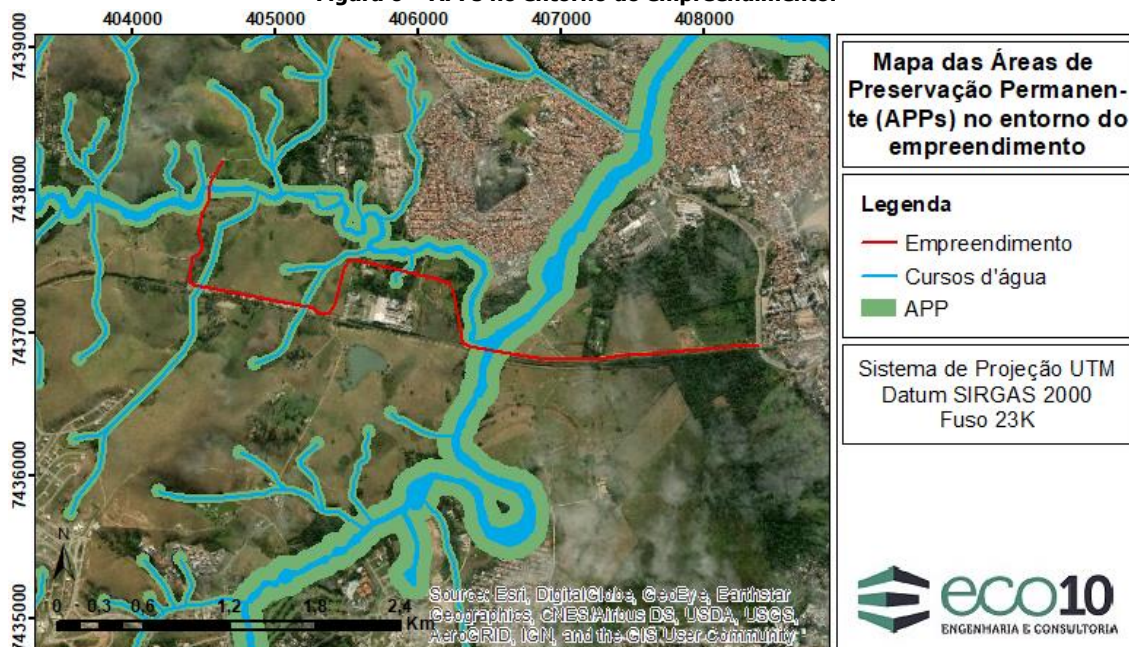 404000 405000 406000 407000 408000
7439000
7438000
7437000
7436000
7435000
N
0 0,3 0,6 1,2 1,8 2,4
Km
Source: Esri, DigitalGlobe, GeoEye, Earthstar
Geographics, CNES/Airbus DS, USDA, USGS,
AeroGRID, IGN, and the GIS User Community
Mapa das Áreas de
Preservação Permanen-
te (APPs) no entorno do
empreendimento
Legenda
Empreendimento
Cursos d'água
APP
Sistema de Projeção UTM
Datum SIRGAS 2000
Fuso 23K
eco10
ENGENHARIA E CONSULTORIA